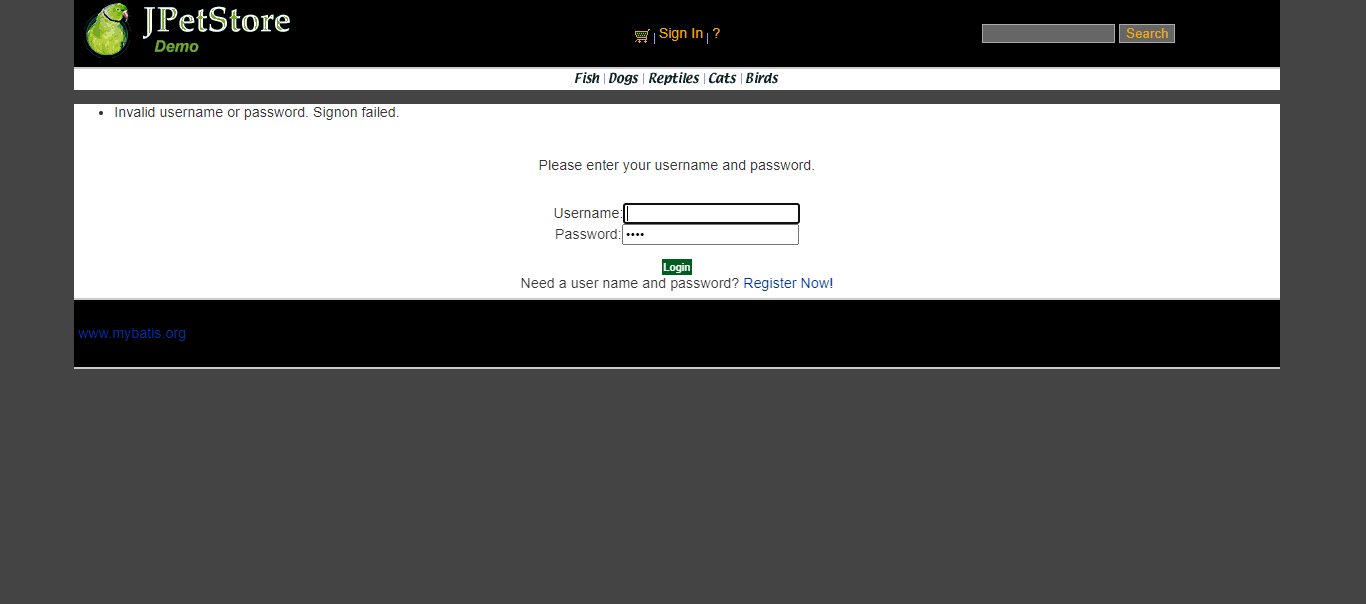 JPetStore
Demo
Sign In | ?
Search
Fish | Dogs | Reptiles | Cats | Birds
• Invalid username or password. Signon failed.
Please enter your username and password.
Username:
Password: ••••
Login
Need a user name and password? Register Now!
www.mybatis.org